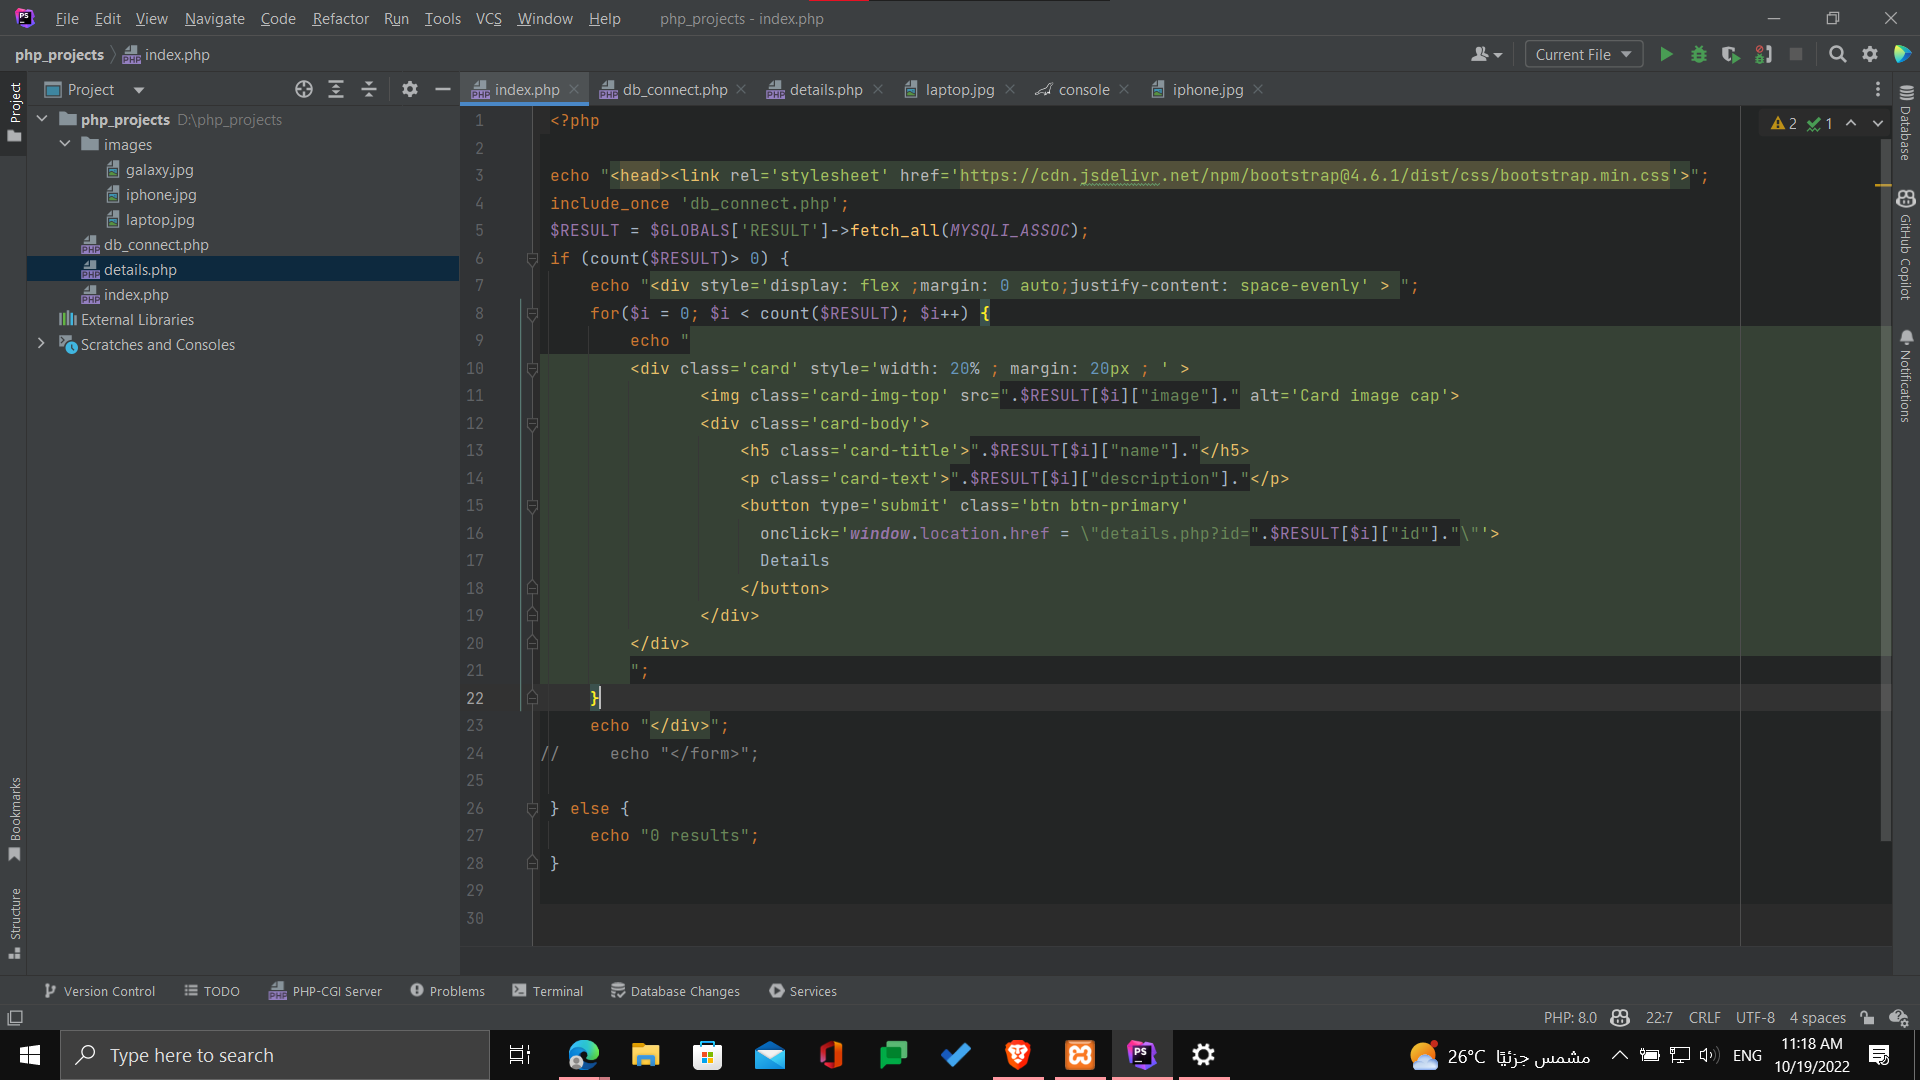 File Edit View Navigate Code Refactor Run Tools VCS Window Help php_projects - index.php
php_projects index.php Current File
Project index.php db_connect.php details.php laptop.jpg console iphone.jpg
Project
php_projects D:\php_projects
images
galaxy.jpg
iphone.jpg
laptop.jpg
db_connect.php
details.php
index.php
External Libraries
Scratches and Consoles
Bookmarks
Structure
2 1
1 <?php
2
3 echo "<head><link rel='stylesheet' href='https://cdn.jsdelivr.net/npm/bootstrap@4.6.1/dist/css/bootstrap.min.css'>";
4 include_once 'db_connect.php';
5 $RESULT = $GLOBALS['RESULT']->fetch_all(MYSQLI_ASSOC);
6 if (count($RESULT)> 0) {
7 echo "<div style='display: flex ;margin: 0 auto;justify-content: space-evenly' > ";
8 for($i = 0; $i < count($RESULT); $i++) {
9 echo "
10 <div class='card' style='width: 20% ; margin: 20px ; ' >
11 <img class='card-img-top' src=".$RESULT[$i]["image"]." alt='Card image cap'>
12 <div class='card-body'>
13 <h5 class='card-title'>".$RESULT[$i]["name"]."</h5>
14 <p class='card-text'>".$RESULT[$i]["description"]."</p>
15 <button type='submit' class='btn btn-primary'
16 onclick='window.location.href = \"details.php?id=".$RESULT[$i]["id"]."\"'>
17 Details
18 </button>
19 </div>
20 </div>
21 ";
22 }
23 echo "</div>";
24 // echo "</form>";
25
26 } else {
27 echo "0 results";
28 }
29
30
Database
GitHub Copilot
Notifications
Version Control TODO PHP-CGI Server Problems Terminal Database Changes Services
PHP: 8.0 22:7 CRLF UTF-8 4 spaces
Type here to search
26°C مشمس جزئيًا ENG 11:18 AM
10/19/2022